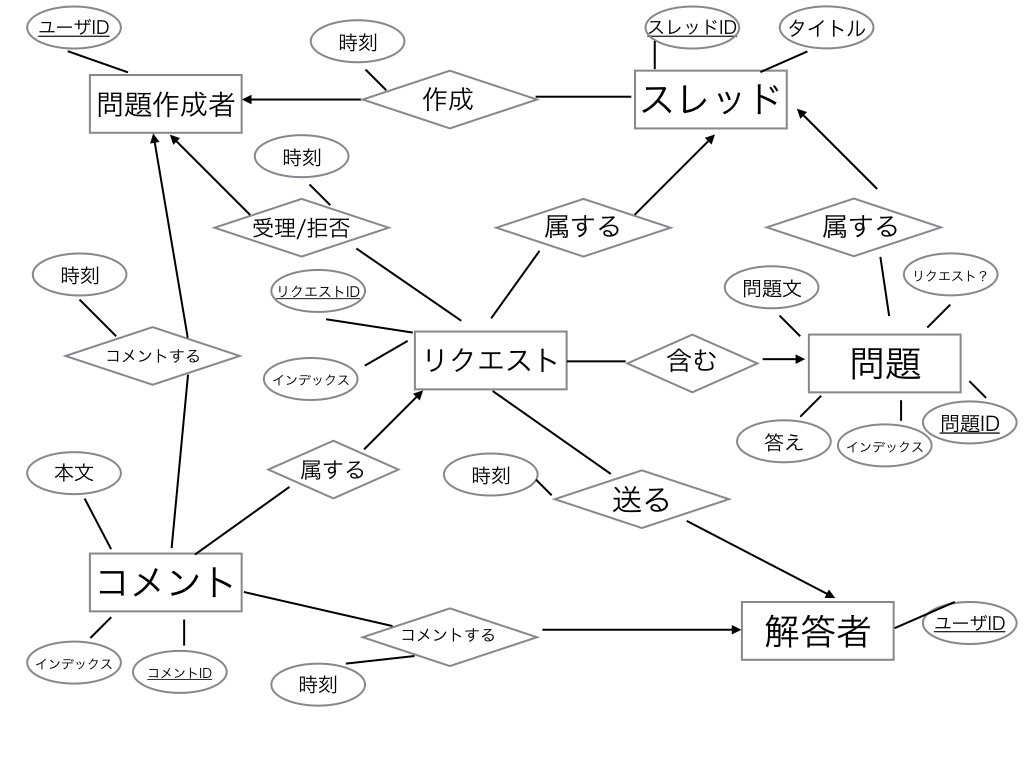 ユーザID
時刻
スレッドID
タイトル
問題作成者
作成
スレッド
時刻
受理/拒否
属する
属する
時刻
リクエストID
問題文
リクエスト？
コメントする
リクエスト
含む
問題
インデックス
本文
属する
時刻
送る
答え
インデックス
問題ID
コメント
コメントする
解答者
ユーザID
インデックス
コメントID
時刻